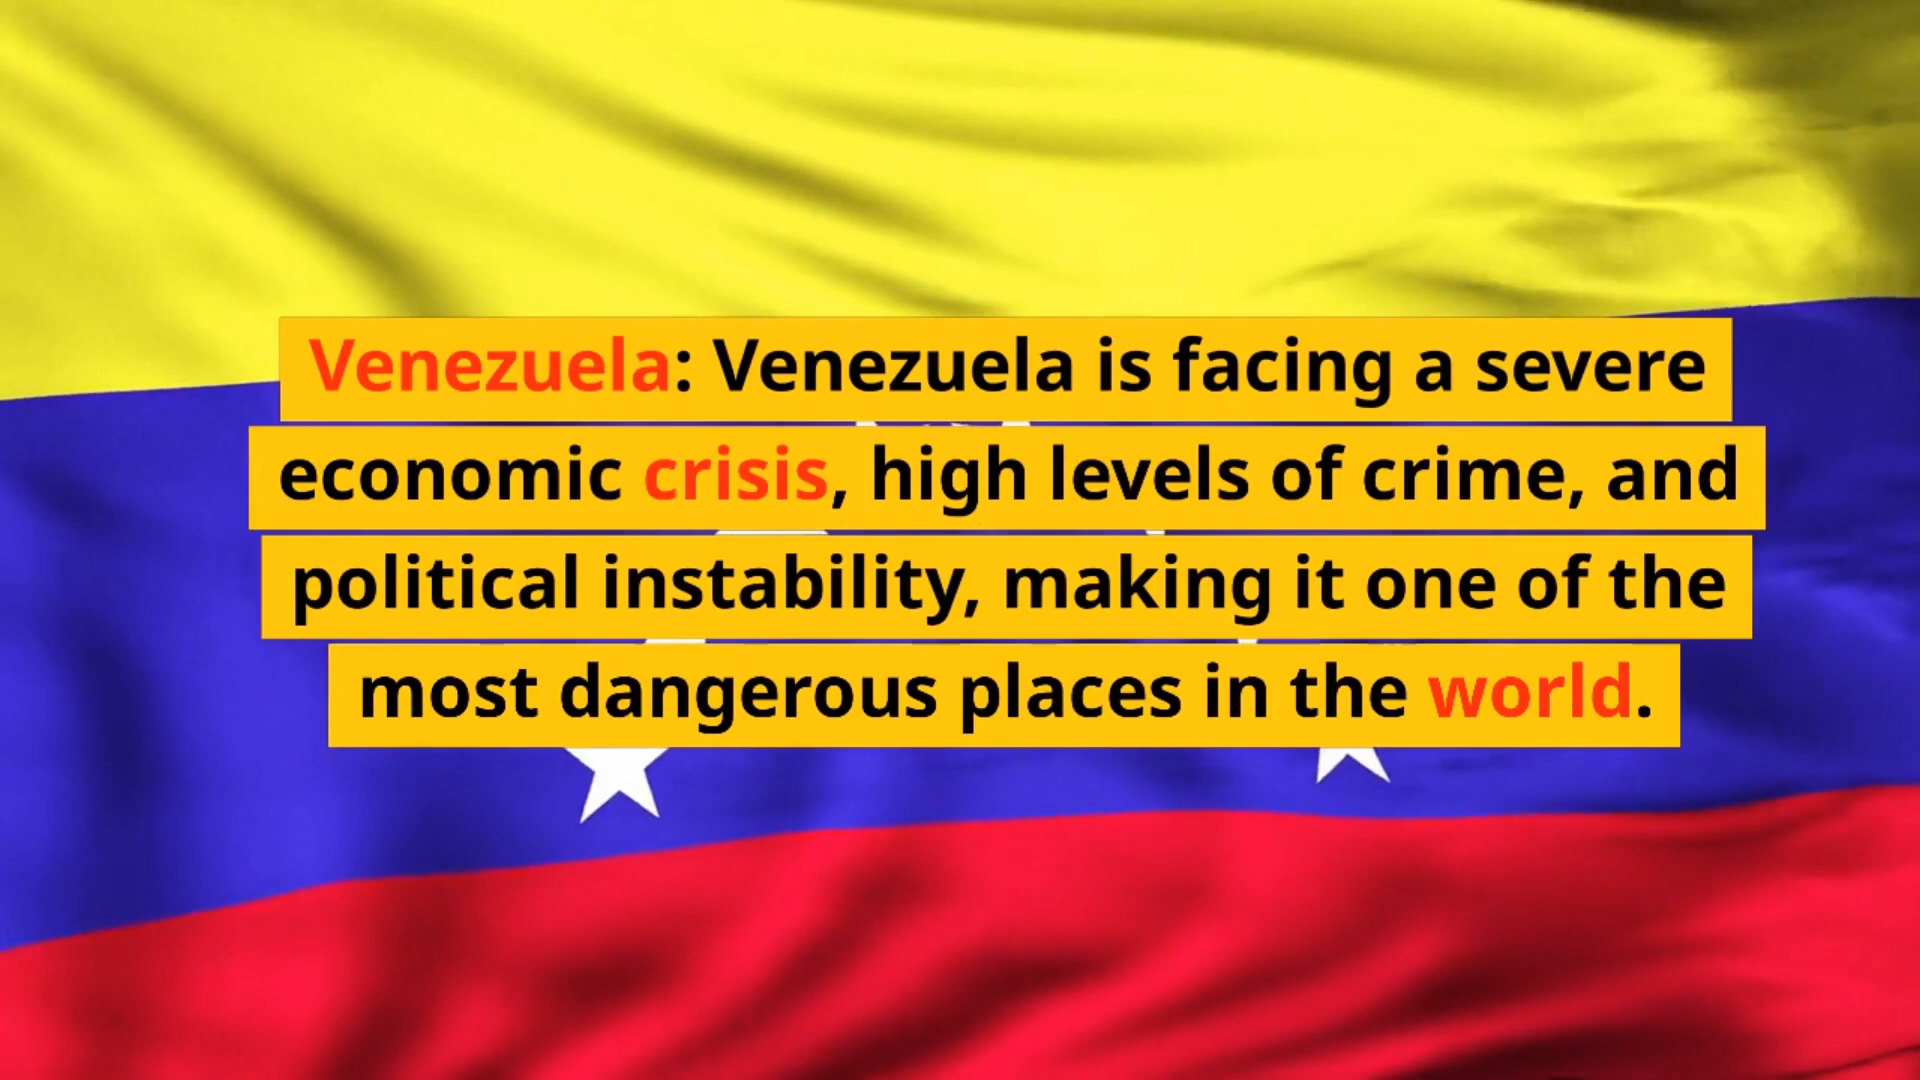 Venezuela: Venezuela is facing a severe
economic crisis, high levels of crime, and
political instability, making it one of the
most dangerous places in the world.